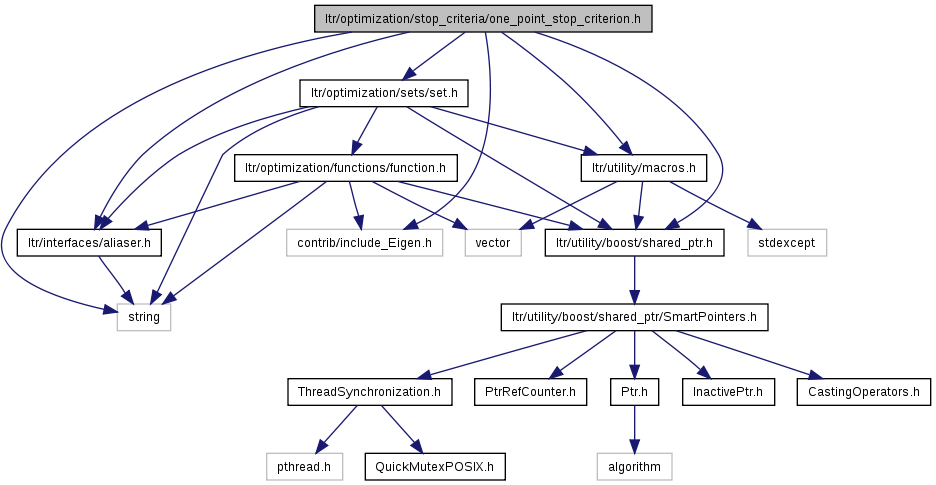 ltr/optimization/stop_criteria/one_point_stop_criterion.h
ltr/optimization/sets/set.h
ltr/optimization/functions/function.h
ltr/utility/macros.h
ltr/interfaces/aliaser.h
contrib/include_Eigen.h
vector
ltr/utility/boost/shared_ptr.h
stdexcept
string
ltr/utility/boost/shared_ptr/SmartPointers.h
ThreadSynchronization.h
PtrRefCounter.h
Ptr.h
InactivePtr.h
CastingOperators.h
pthread.h
QuickMutexPOSIX.h
algorithm